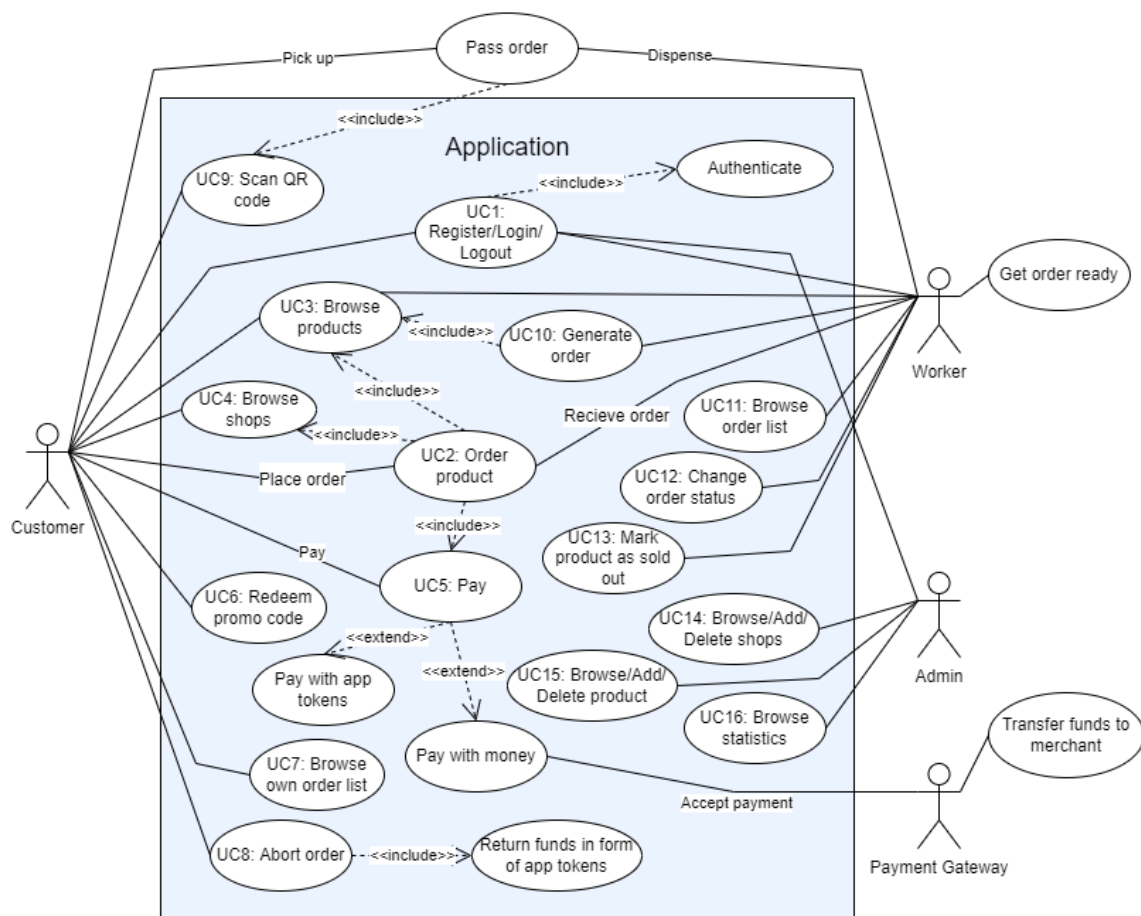 Pass order
Pick up
Dispense
<<include>>
Application
Authenticate
<<include>>
UC9: Scan QR
code
UC1:
Register/Login/
Logout
Get order ready
UC3: Browse
products
<<include>>
UC10: Generate
order
Worker
<<include>>
UC4: Browse
shops
<<include>>
Recieve order
UC11: Browse
order list
UC2: Order
product
Place order
UC12: Change
order status
Customer
<<include>>
UC13: Mark
product as sold
out
Pay
UC5: Pay
UC6: Redeem
promo code
UC14: Browse/Add/
Delete shops
<<extend>>
<<extend>>
Admin
Pay with app
tokens
UC15: Browse/Add/
Delete product
UC16: Browse
statistics
Transfer funds to
merchant
Pay with money
UC7: Browse
own order list
Accept payment
UC8: Abort order
<<include>>
Return funds in form
of app tokens
Payment Gateway